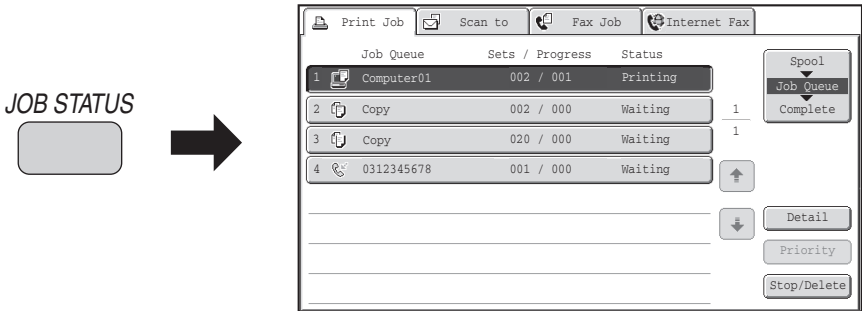 JOB STATUS
Print Job Scan to Fax Job Internet Fax
Job Queue Sets / Progress Status
1 Computer01 002 / 001 Printing
2 Copy 002 / 000 Waiting
3 Copy 020 / 000 Waiting
4 0312345678 001 / 000 Waiting
1
1
Spool
Job Queue
Complete
Detail
Priority
Stop/Delete